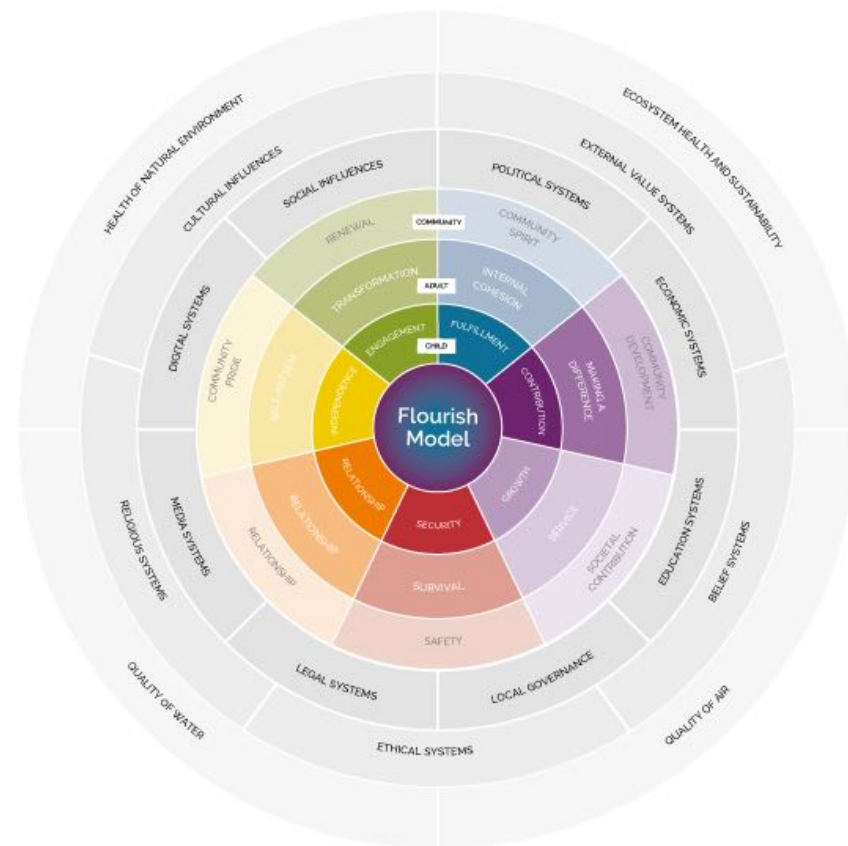 HEALTH OF NATURAL ENVIRONMENT
ECOSYSTEM HEALTH AND SUSTAINABILITY
CULTURAL INFLUENCES
EXTERNAL VALUE SYSTEMS
SOCIAL INFLUENCES
POLITICAL SYSTEMS
RENEWAL
COMMUNITY
COMMUNITY
SPIRIT
TRANSFORMATION
ADULT
INTERNAL
COHESION
ENGAGEMENT
CHILD
FULFILLMENT
DIGITAL SYSTEMS
ECONOMIC SYSTEMS
COMMUNITY
PRIDE
SELF-ESTEEM
INDEPENDENCE
Flourish
Model
CONTRIBUTION
MAKING A
DIFFERENCE
COMMUNITY
DEVELOPMENT
RELATIONSHIP
RELATIONSHIP
RELATIONSHIP
SECURITY
SURVIVAL
SAFETY
GROWTH
SERVICE
SOCIETAL
CONTRIBUTION
MEDIA SYSTEMS
EDUCATION SYSTEMS
RELIGIOUS SYSTEMS
BELIEF SYSTEMS
LEGAL SYSTEMS
LOCAL GOVERNANCE
ETHICAL SYSTEMS
QUALITY OF WATER
QUALITY OF AIR